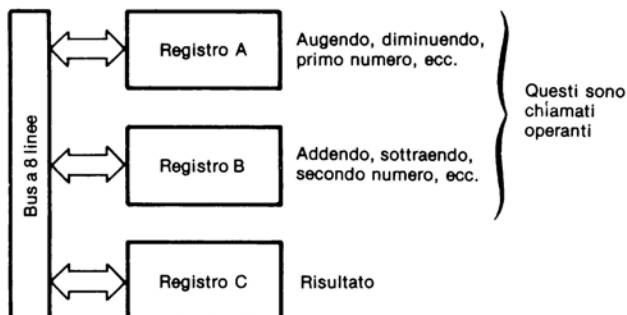 Bus a 8 linee
Registro A
Augendo, diminuendo,
primo numero, ecc.
Registro B
Addendo, sottraendo,
secondo numero, ecc.
Questi sono
chiamati
operanti
Registro C
Risultato